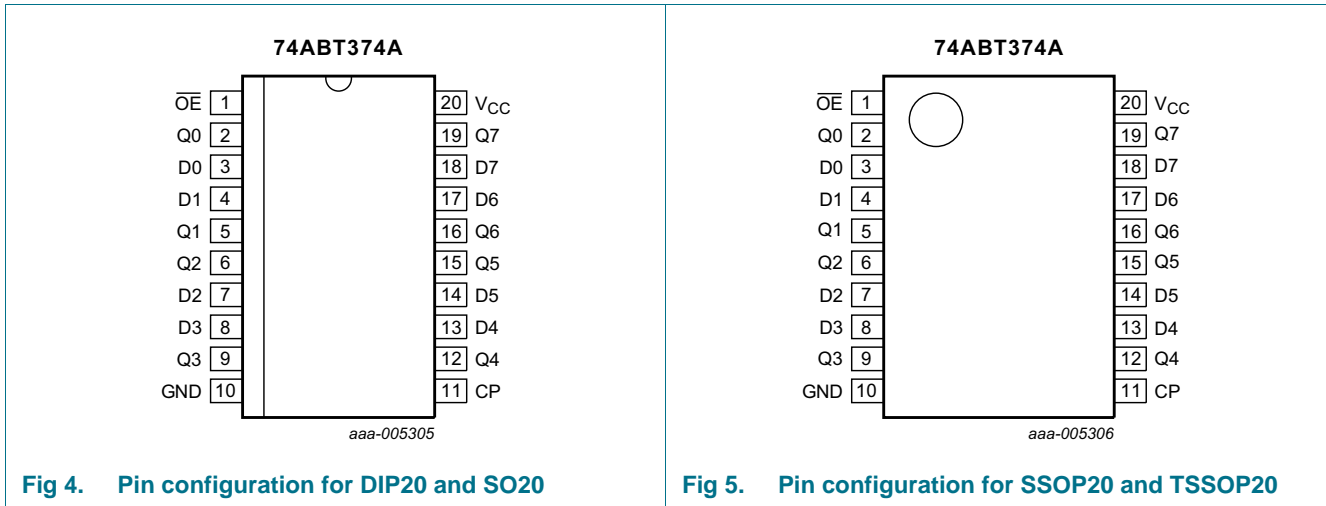 74ABT374A
OE 1
Q0 2
D0 3
D1 4
Q1 5
Q2 6
D2 7
D3 8
Q3 9
GND 10
20 VCC
19 Q7
18 D7
17 D6
16 Q6
15 Q5
14 D5
13 D4
12 Q4
11 CP
aaa-005305
Fig 4. Pin configuration for DIP20 and SO20
74ABT374A
OE 1
Q0 2
D0 3
D1 4
Q1 5
Q2 6
D2 7
D3 8
Q3 9
GND 10
20 VCC
19 Q7
18 D7
17 D6
16 Q6
15 Q5
14 D5
13 D4
12 Q4
11 CP
aaa-005306
Fig 5. Pin configuration for SSOP20 and TSSOP20